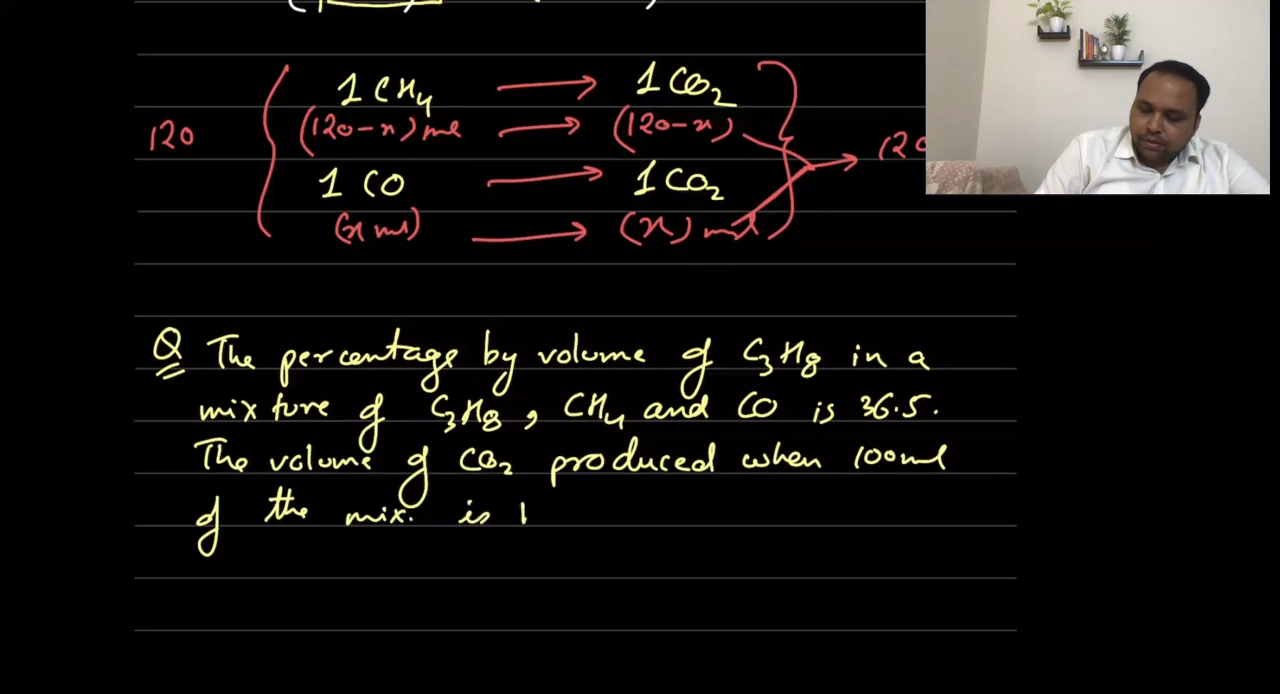 1 CH₄ ⟶ 1 CO₂
120 (120-x) ml ⟶ (120-x) ⟶ 120
1 CO ⟶ 1 CO₂
(x ml) ⟶ (x) ml
Q The percentage by volume of C₃H₈ in a
mixture of C₃H₈, CH₄ and CO is 36.5.
The volume of CO₂ produced when 100ml
of the mix. is